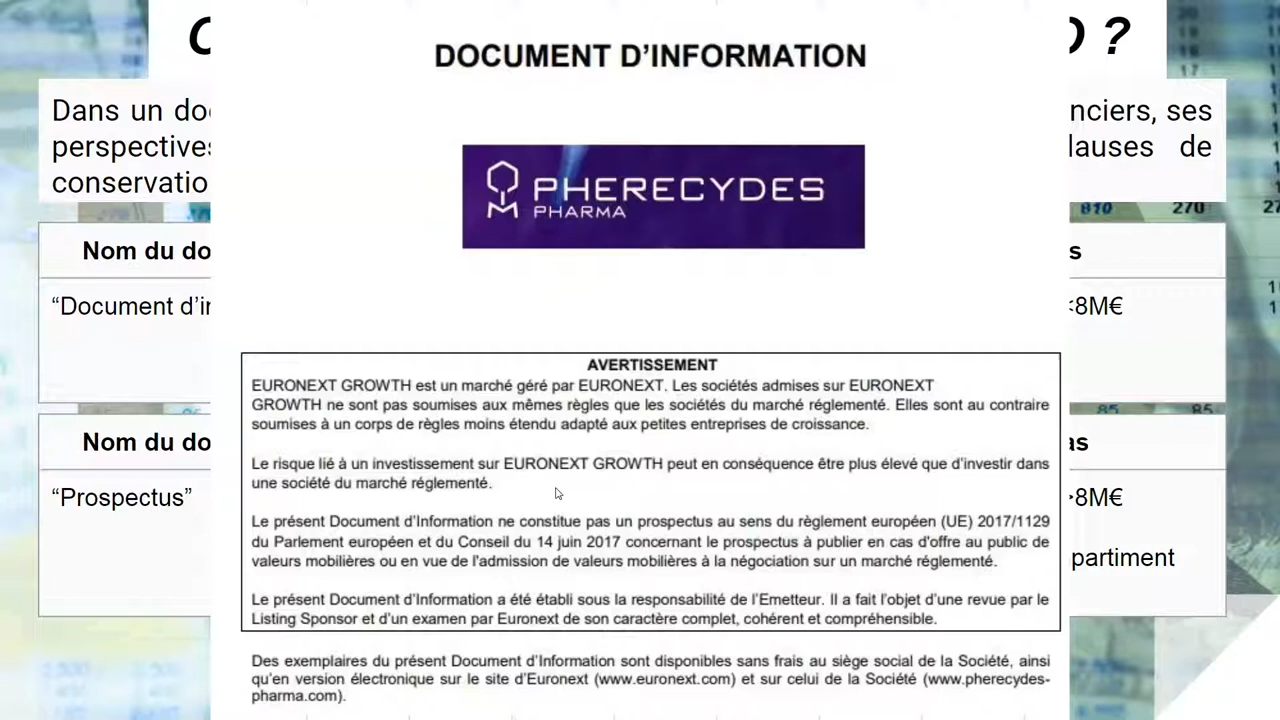 DOCUMENT D’INFORMATION
? 
Dans un do
nciers, ses
perspective
lauses de
conservatio
PHERECYDES
PHARMA
810 270
Nom du do
s
“Document d’i
8M€
AVERTISSEMENT
EURONEXT GROWTH est un marché géré par EURONEXT. Les sociétés admises sur EURONEXT
GROWTH ne sont pas soumises aux mêmes règles que les sociétés du marché réglementé. Elles sont au contraire
soumises à un corps de règles moins étendu adapté aux petites entreprises de croissance.
Le risque lié à un investissement sur EURONEXT GROWTH peut en conséquence être plus élevé que d’investir dans
une société du marché réglementé.
Le présent Document d’Information ne constitue pas un prospectus au sens du règlement européen (UE) 2017/1129
du Parlement européen et du Conseil du 14 juin 2017 concernant le prospectus à publier en cas d'offre au public de
valeurs mobilières ou en vue de l'admission de valeurs mobilières à la négociation sur un marché réglementé.
Le présent Document d’Information a été établi sous la responsabilité de l’Emetteur. Il a fait l’objet d’une revue par le
Listing Sponsor et d’un examen par Euronext de son caractère complet, cohérent et compréhensible.
Nom du do
as
“Prospectus”
8M€
partiment
Des exemplaires du présent Document d’Information sont disponibles sans frais au siège social de la Société, ainsi
qu’en version électronique sur le site d’Euronext (www.euronext.com) et sur celui de la Société (www.pherecydes-
pharma.com).